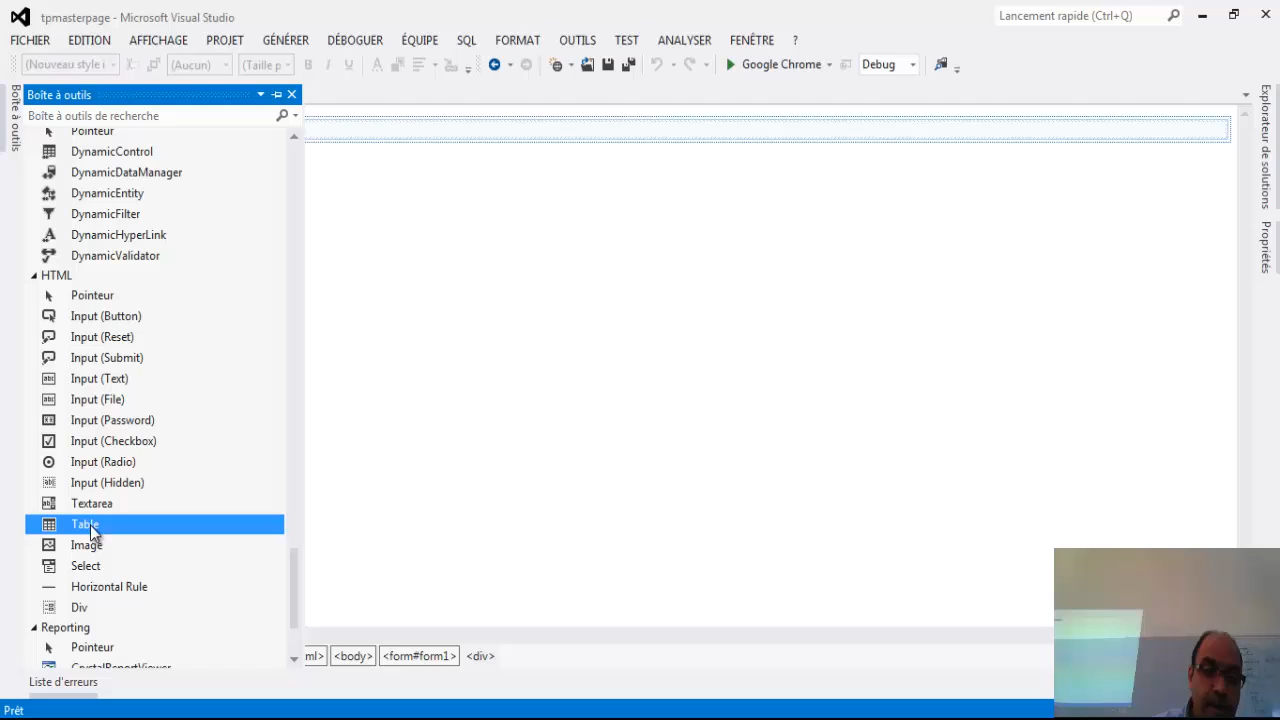 tpmasterpage - Microsoft Visual Studio
Lancement rapide (Ctrl+Q)
FICHIER EDITION AFFICHAGE PROJET GÉNÉRER DÉBOGUER ÉQUIPE SQL FORMAT OUTILS TEST ANALYSER FENÊTRE ?
(Nouveau style i (Aucun) (Taille p B I U Google Chrome Debug
Boîte à outils
Boîte à outils
Boîte à outils de recherche
Pointeur
DynamicControl
DynamicDataManager
DynamicEntity
DynamicFilter
DynamicHyperLink
DynamicValidator
HTML
Pointeur
Input (Button)
Input (Reset)
Input (Submit)
Input (Text)
Input (File)
Input (Password)
Input (Checkbox)
Input (Radio)
Input (Hidden)
Textarea
Table
Image
Select
Horizontal Rule
Div
Reporting
Pointeur
CrystalReportViewer
Explorateur de solutions
Propriétés
ml> <body> <form#form1> <div>
Liste d'erreurs
Prêt